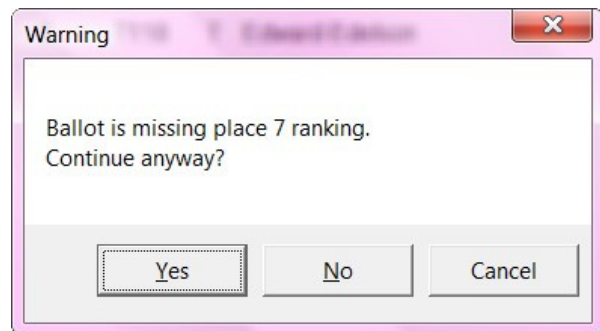 Warning
Ballot is missing place 7 ranking.
Continue anyway?
Yes No Cancel